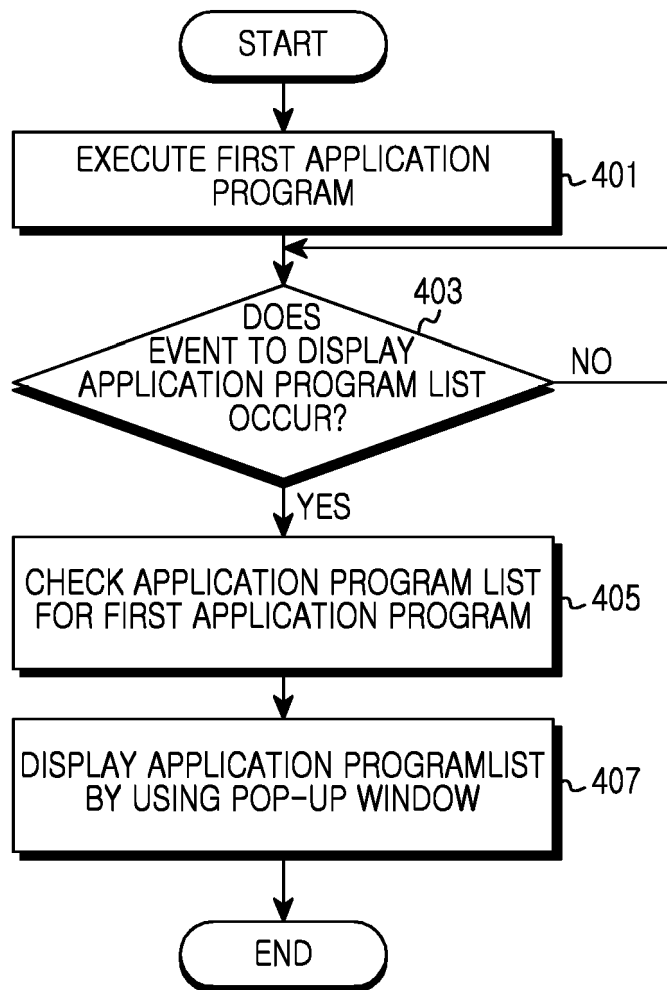 START
EXECUTE FIRST APPLICATION
PROGRAM
401
403
DOES
EVENT TO DISPLAY
APPLICATION PROGRAM LIST
OCCUR?
NO
YES
CHECK APPLICATION PROGRAM LIST
FOR FIRST APPLICATION PROGRAM
405
DISPLAY APPLICATION PROGRAMLIST
BY USING POP-UP WINDOW
407
END